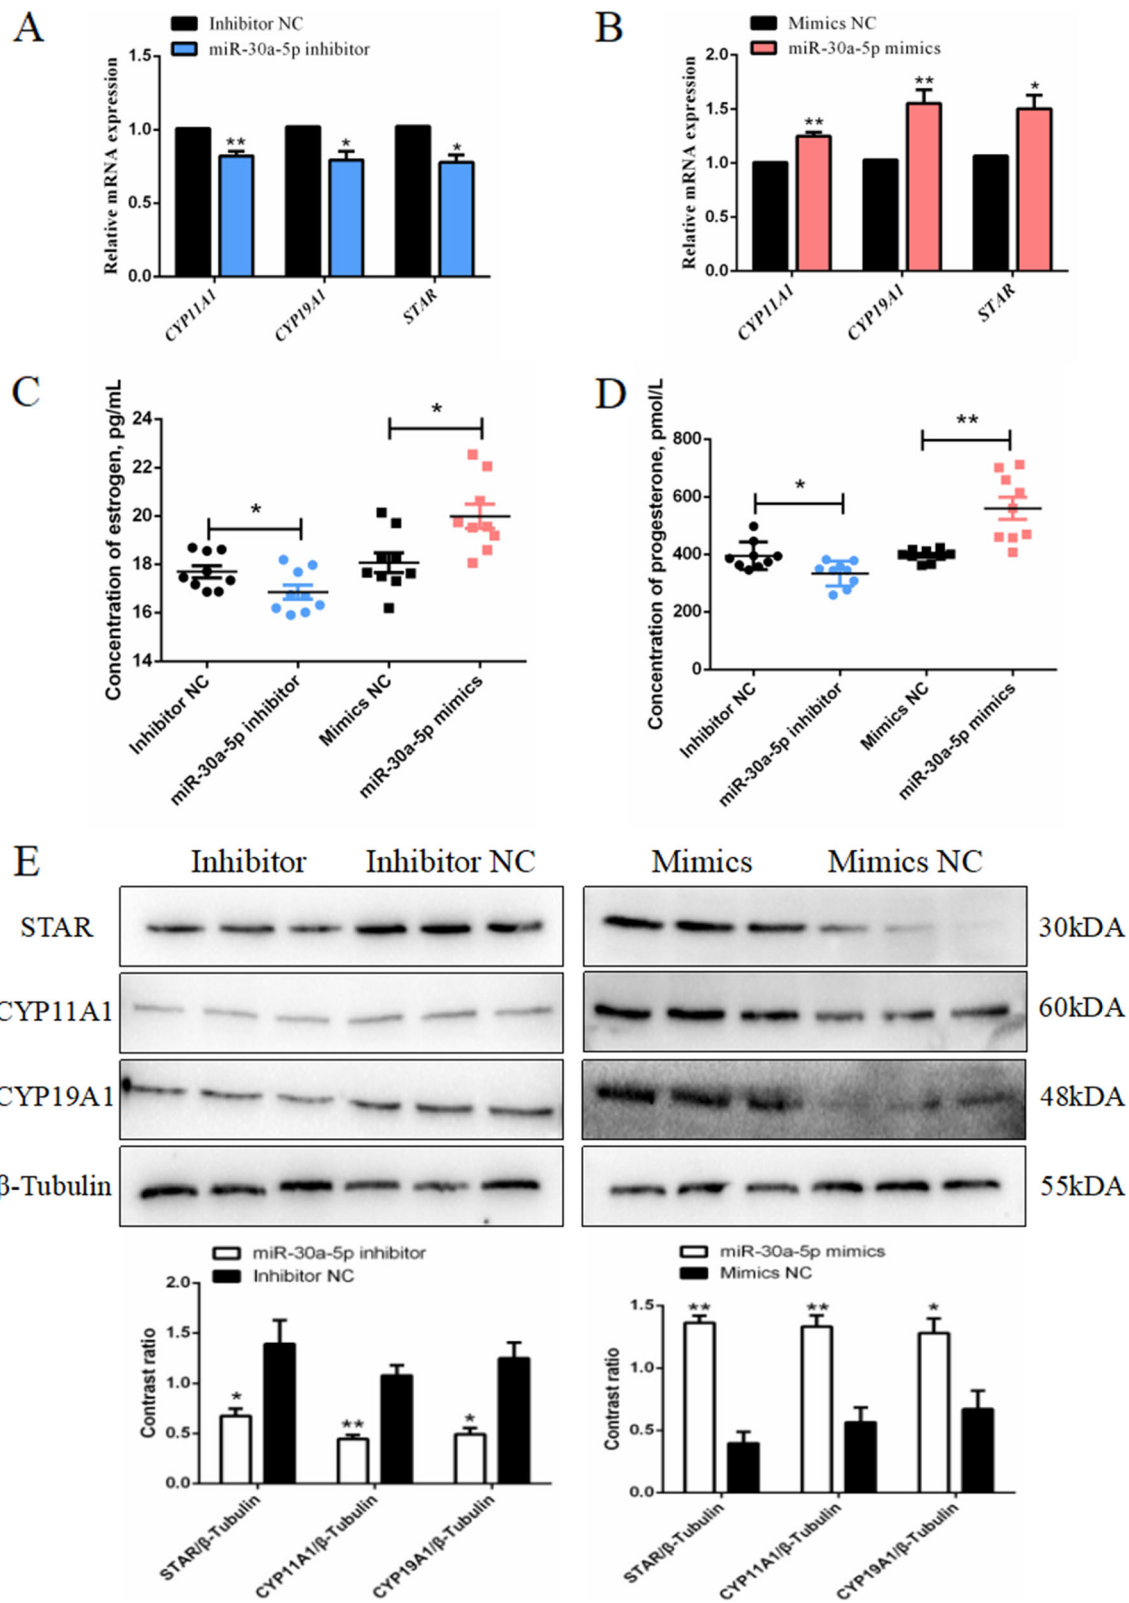 A
Inhibitor NC
miR-30a-5p inhibitor
Relative mRNA expression
1.5
1.0
0.5
0.0
**
*
*
CYP11A1
CYP19A1
STAR
B
Mimics NC
miR-30a-5p mimics
Relative mRNA expression
2.0
1.5
1.0
0.5
0.0
**
**
*
CYP11A1
CYP19A1
STAR
C
Concentration of estrogen, pg/mL
24
22
20
18
16
14
*
*
Inhibitor NC
miR-30a-5p inhibitor
Mimics NC
miR-30a-5p mimics
D
Concentration of progesterone, pmol/L
800
600
400
200
0
*
**
Inhibitor NC
miR-30a-5p inhibitor
Mimics NC
miR-30a-5p mimics
E
Inhibitor Inhibitor NC Mimics Mimics NC
STAR 30kDA
CYP11A1 60kDA
CYP19A1 48kDA
β-Tubulin 55kDA
miR-30a-5p inhibitor
Inhibitor NC
Contrast ratio
2.0
1.5
1.0
0.5
0.0
*
**
*
STAR/β-Tubulin
CYP11A1/β-Tubulin
CYP19A1/β-Tubulin
miR-30a-5p mimics
Mimics NC
Contrast ratio
1.5
1.0
0.5
0.0
**
**
*
STAR/β-Tubulin
CYP11A1/β-Tubulin
CYP19A1/β-Tubulin